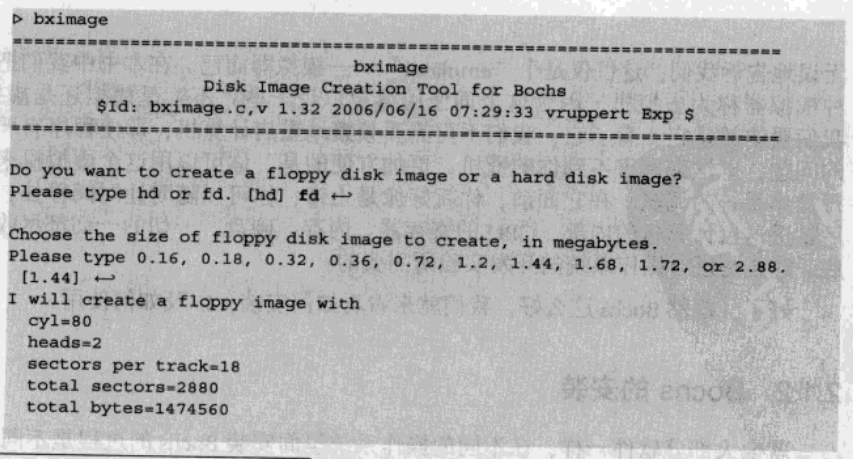 ▷ bximage
========================================================================
bximage
Disk Image Creation Tool for Bochs
$Id: bximage.c,v 1.32 2006/06/16 07:29:33 vruppert Exp $
========================================================================
Do you want to create a floppy disk image or a hard disk image?
Please type hd or fd. [hd] fd ↩
Choose the size of floppy disk image to create, in megabytes.
Please type 0.16, 0.18, 0.32, 0.36, 0.72, 1.2, 1.44, 1.68, 1.72, or 2.88.
[1.44] ↩
I will create a floppy image with
cyl=80
heads=2
sectors per track=18
total sectors=2880
total bytes=1474560